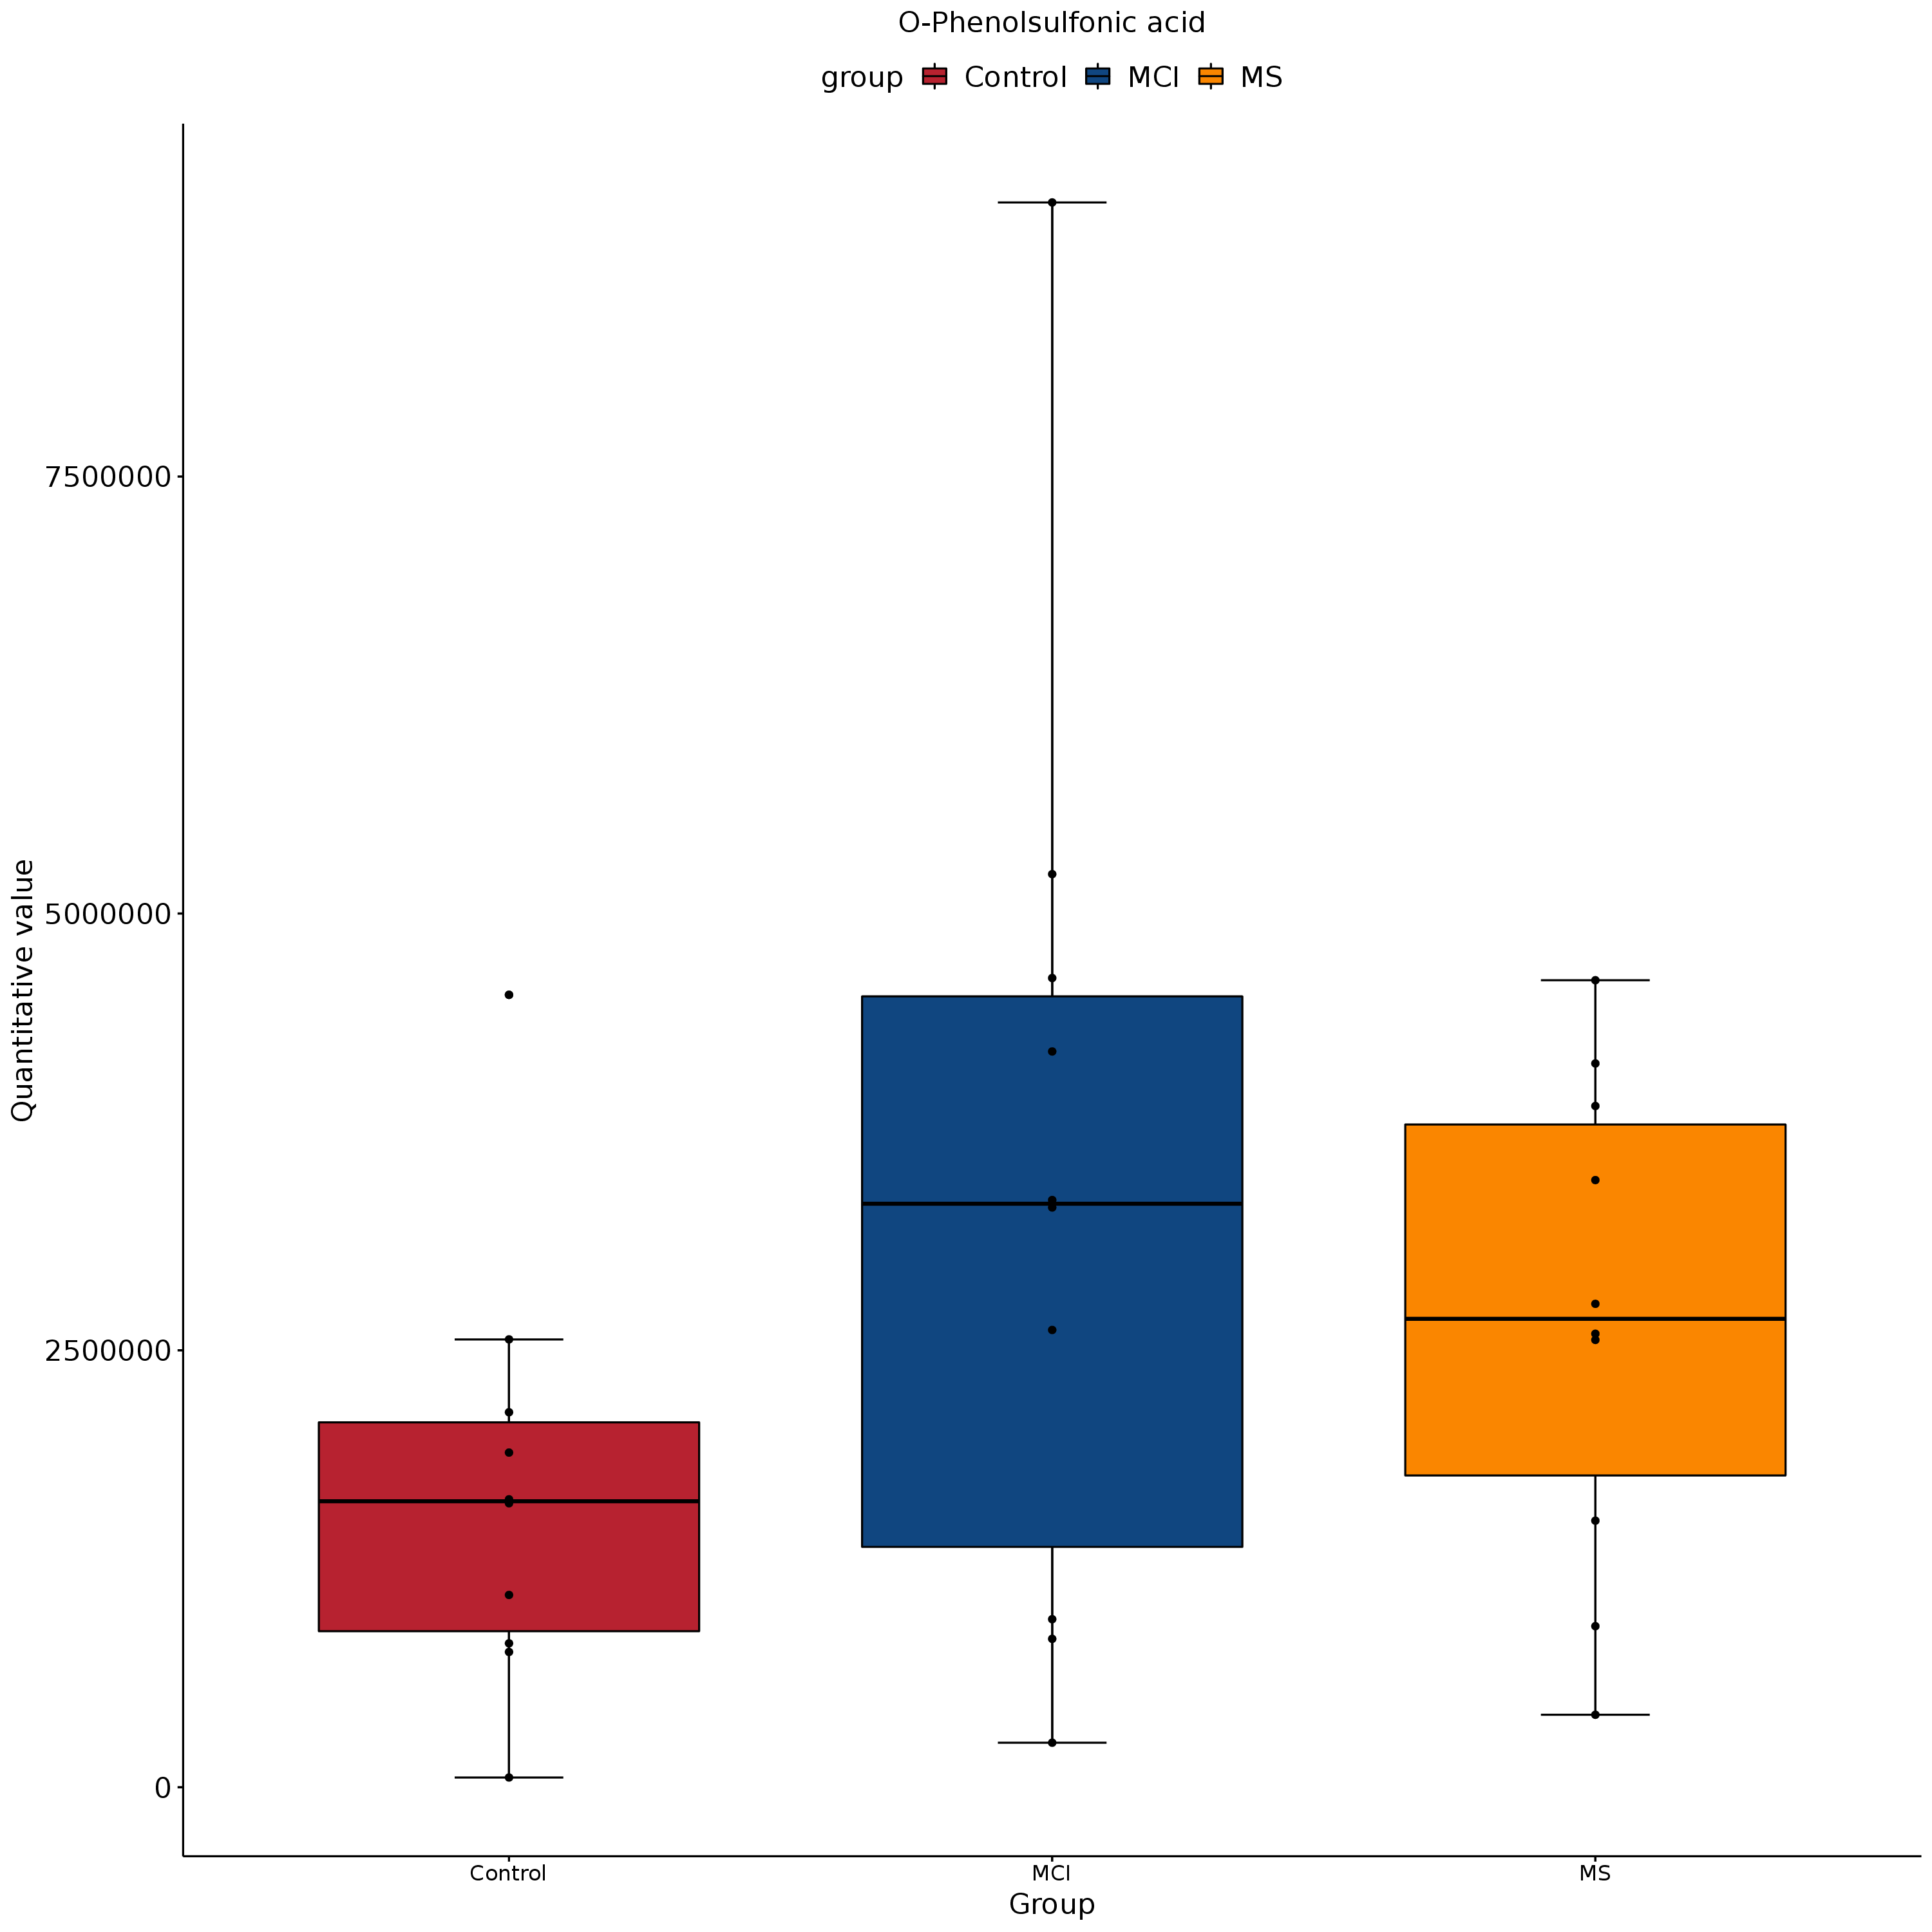 O-Phenolsulfonic acid
group Control MCI MS
Quantitative value
7500000
5000000
2500000
0
Control MCI MS
Group